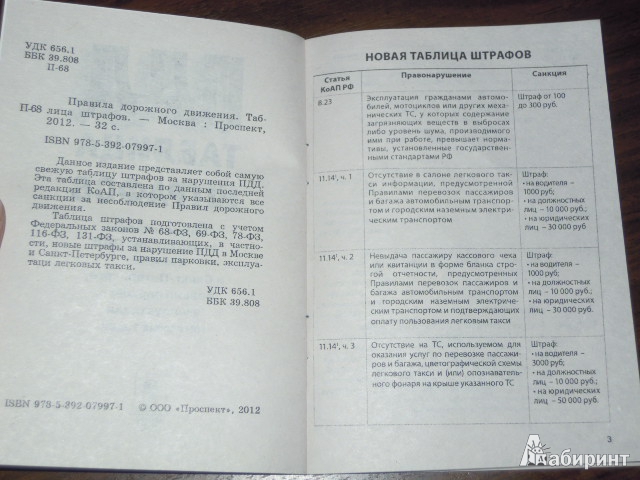 УДК 656.1
ББК 39.808
П-68
Правила дорожного движения. Таб-
П-68 лица штрафов. — Москва : Проспект,
2012. — 32 с.
ISBN 978-5-392-07997-1
Данное издание представляет собой самую
свежую таблицу штрафов за нарушения ПДД.
Эта таблица составлена по данным последней
редакции КоАП, в котором указываются все
санкции за несоблюдение Правил дорожного
движения.
Таблица штрафов подготовлена с учетом
Федеральных законов № 68-ФЗ, 69-ФЗ, 78-ФЗ,
116-ФЗ, 131-ФЗ, устанавливающих, в частно-
сти, новые штрафы за нарушение ПДД в Москве
и Санкт-Петербурге, правил парковки, эксплуа-
таци легковых такси.
УДК 656.1
ББК 39.808
ISBN 978-5-392-07997-1 © ООО «Проспект», 2012
НОВАЯ ТАБЛИЦА ШТРАФОВ
Статья
КоАП РФ
Правонарушение
Санкция
8.23
Эксплуатация гражданами автомо-
билей, мотоциклов или других ме-
ханических ТС, у которых содержание
загрязняющих веществ в выбросах
либо уровень шума, производимого
ими при работе, превышает норма-
тивы, установленные государствен-
ными стандартами РФ
Штраф от 100
до 300 руб.
11.14¹, ч. 1
Отсутствие в салоне легкового так-
си информации, предусмотренной
Правилами перевозок пассажиров
и багажа автомобильным транспор-
том и городским наземным электри-
ческим транспортом
Штраф:
• на водителя –
1000 руб;
• на должностных
лиц – 10 000 руб.;
• на юридических
лиц – 30 000 руб
11.14¹, ч. 2
Невыдача пассажиру кассового чека
или квитанции в форме бланка стро-
гой отчетности, предусмотренных
Правилами перевозок пассажиров и
багажа автомобильным транспортом
и городским наземным электриче-
ским транспортом и подтверждающих
оплату пользования легковым такси
Штраф:
• на водителя –
1000 руб;
• на должностных
лиц – 10 000 руб.;
• на юридических
лиц – 30 000 руб.
11.14¹, ч. 3
Отсутствие на ТС, используемом для
оказания услуг по перевозке пассажи-
ров и багажа, цветографической схемы
легкового такси и (или) опознаватель-
ного фонаря на крыше указанного ТС
Штраф:
• на водителя –
3000 руб;
• на должностных
лиц – 10 000 руб.;
• на юридических
лиц – 50 000 руб.
3
Лабиринт